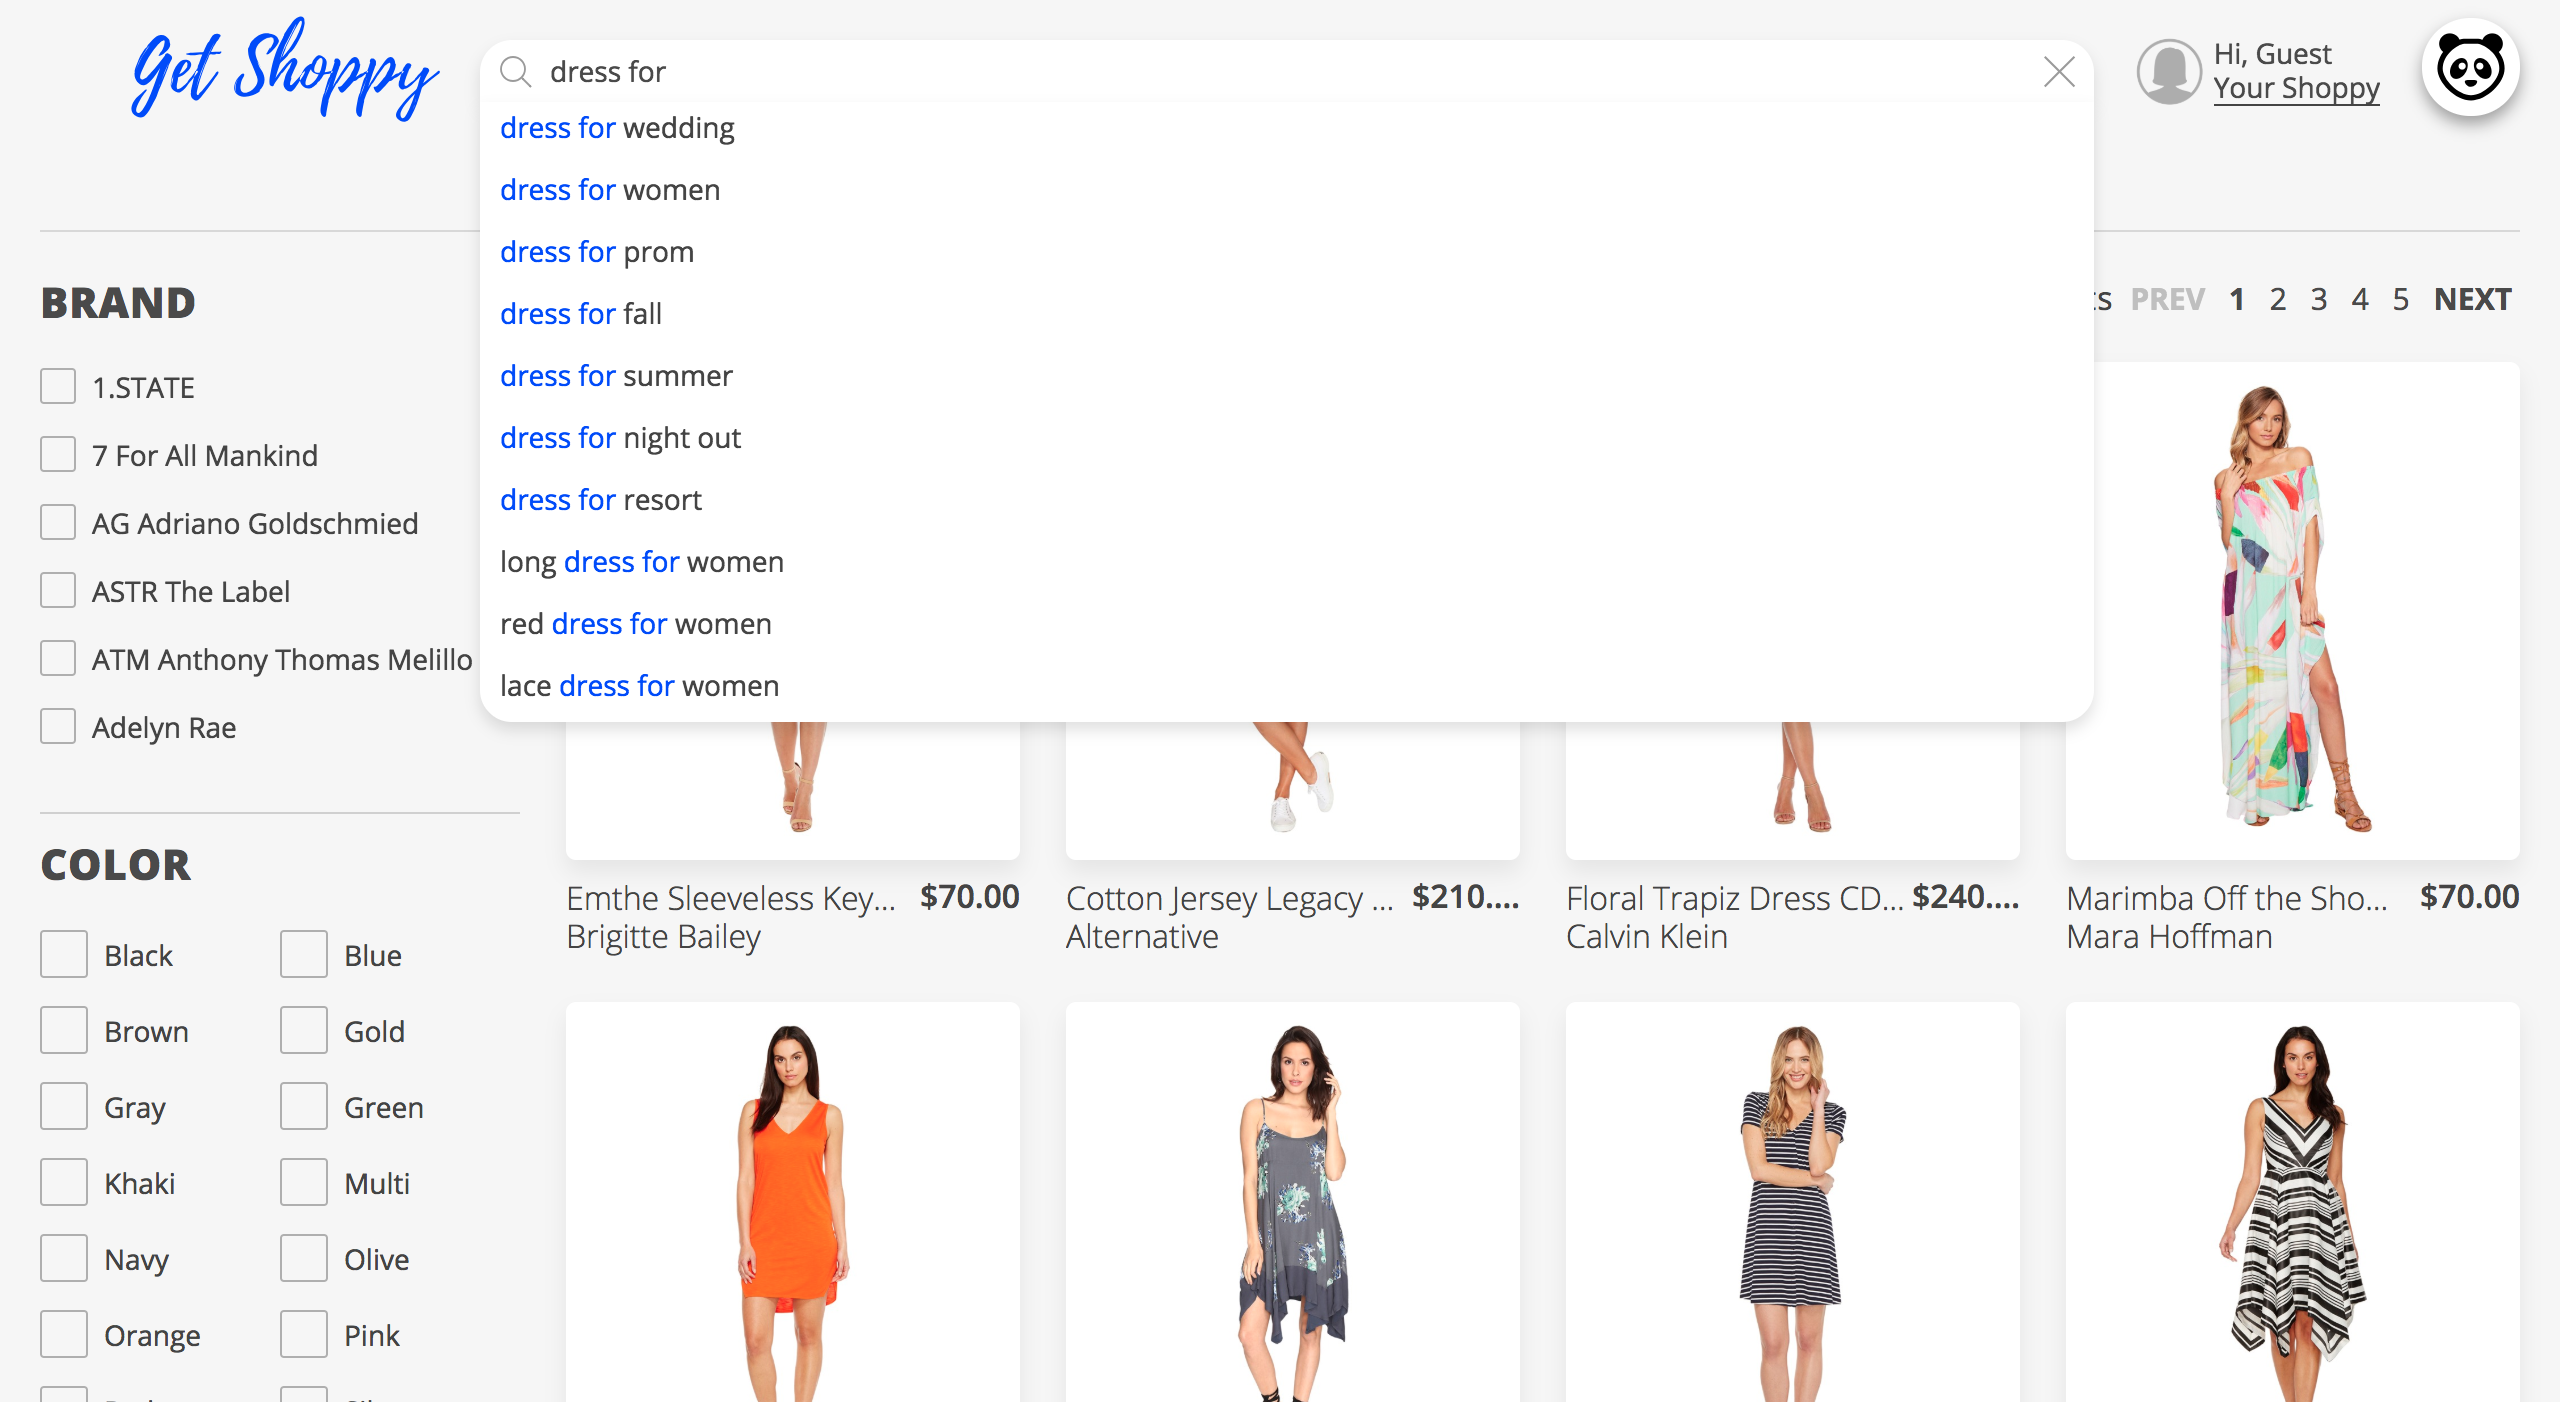 Get Shoppy
dress for
Hi, Guest
Your Shoppy
dress for wedding
dress for women
dress for prom
dress for fall
dress for summer
dress for night out
dress for resort
long dress for women
red dress for women
lace dress for women
BRAND
1.STATE
7 For All Mankind
AG Adriano Goldschmied
ASTR The Label
ATM Anthony Thomas Melillo
Adelyn Rae
COLOR
Black Blue
Brown Gold
Gray Green
Khaki Multi
Navy Olive
Orange Pink
PREV 1 2 3 4 5 NEXT
Emthe Sleeveless Key... $70.00
Brigitte Bailey
Cotton Jersey Legacy ... $210....
Alternative
Floral Trapiz Dress CD... $240....
Calvin Klein
Marimba Off the Sho... $70.00
Mara Hoffman